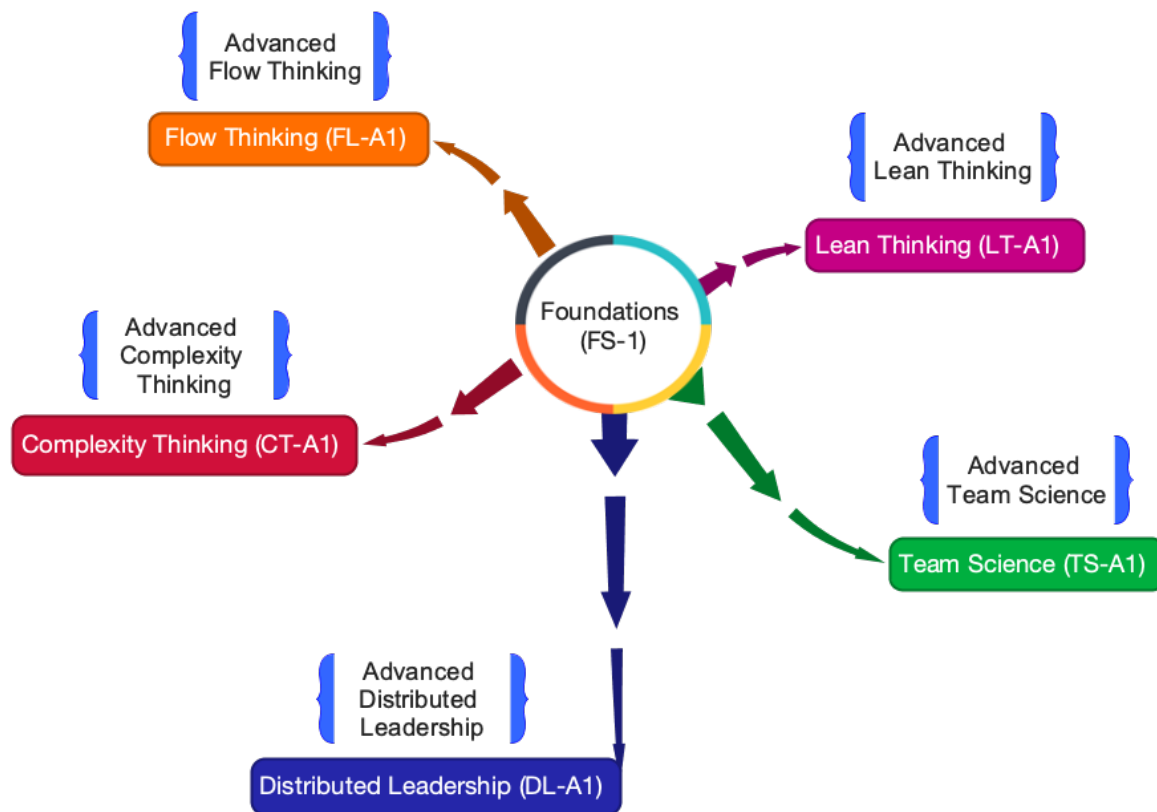 Advanced
Flow Thinking
Flow Thinking (FL-A1)
Advanced
Lean Thinking
Lean Thinking (LT-A1)
Foundations
(FS-1)
Advanced
Complexity
Thinking
Complexity Thinking (CT-A1)
Advanced
Team Science
Team Science (TS-A1)
Advanced
Distributed
Leadership
Distributed Leadership (DL-A1)